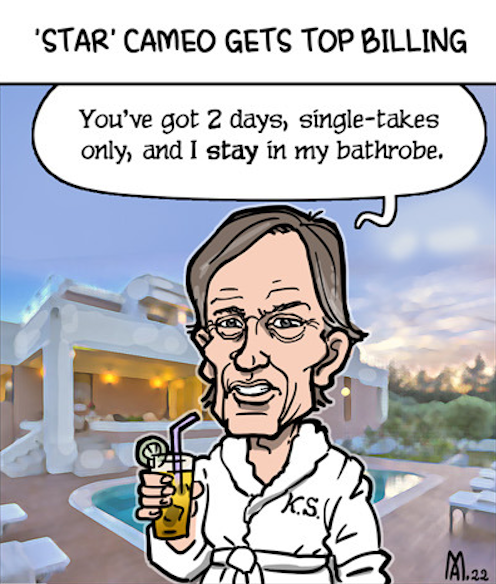 'STAR' CAMEO GETS TOP BILLING
You've got 2 days, single-takes
only, and I stay in my bathrobe.
K.S.
MA.22